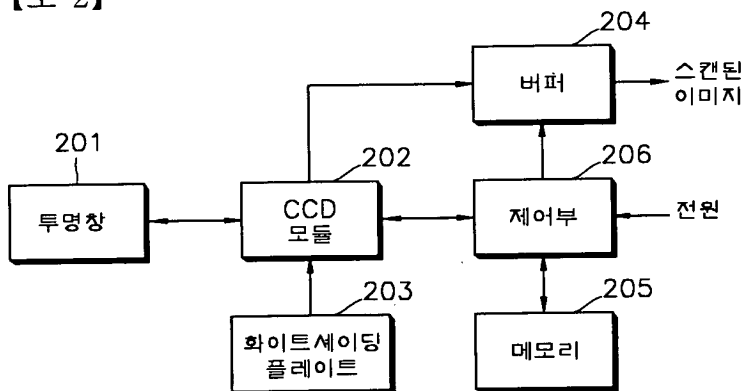 【도 2】
204
버퍼
스캔된
이미지
201
투명창
202
CCD
모듈
206
제어부
전원
203
화이트셰이딩
플레이트
205
메모리